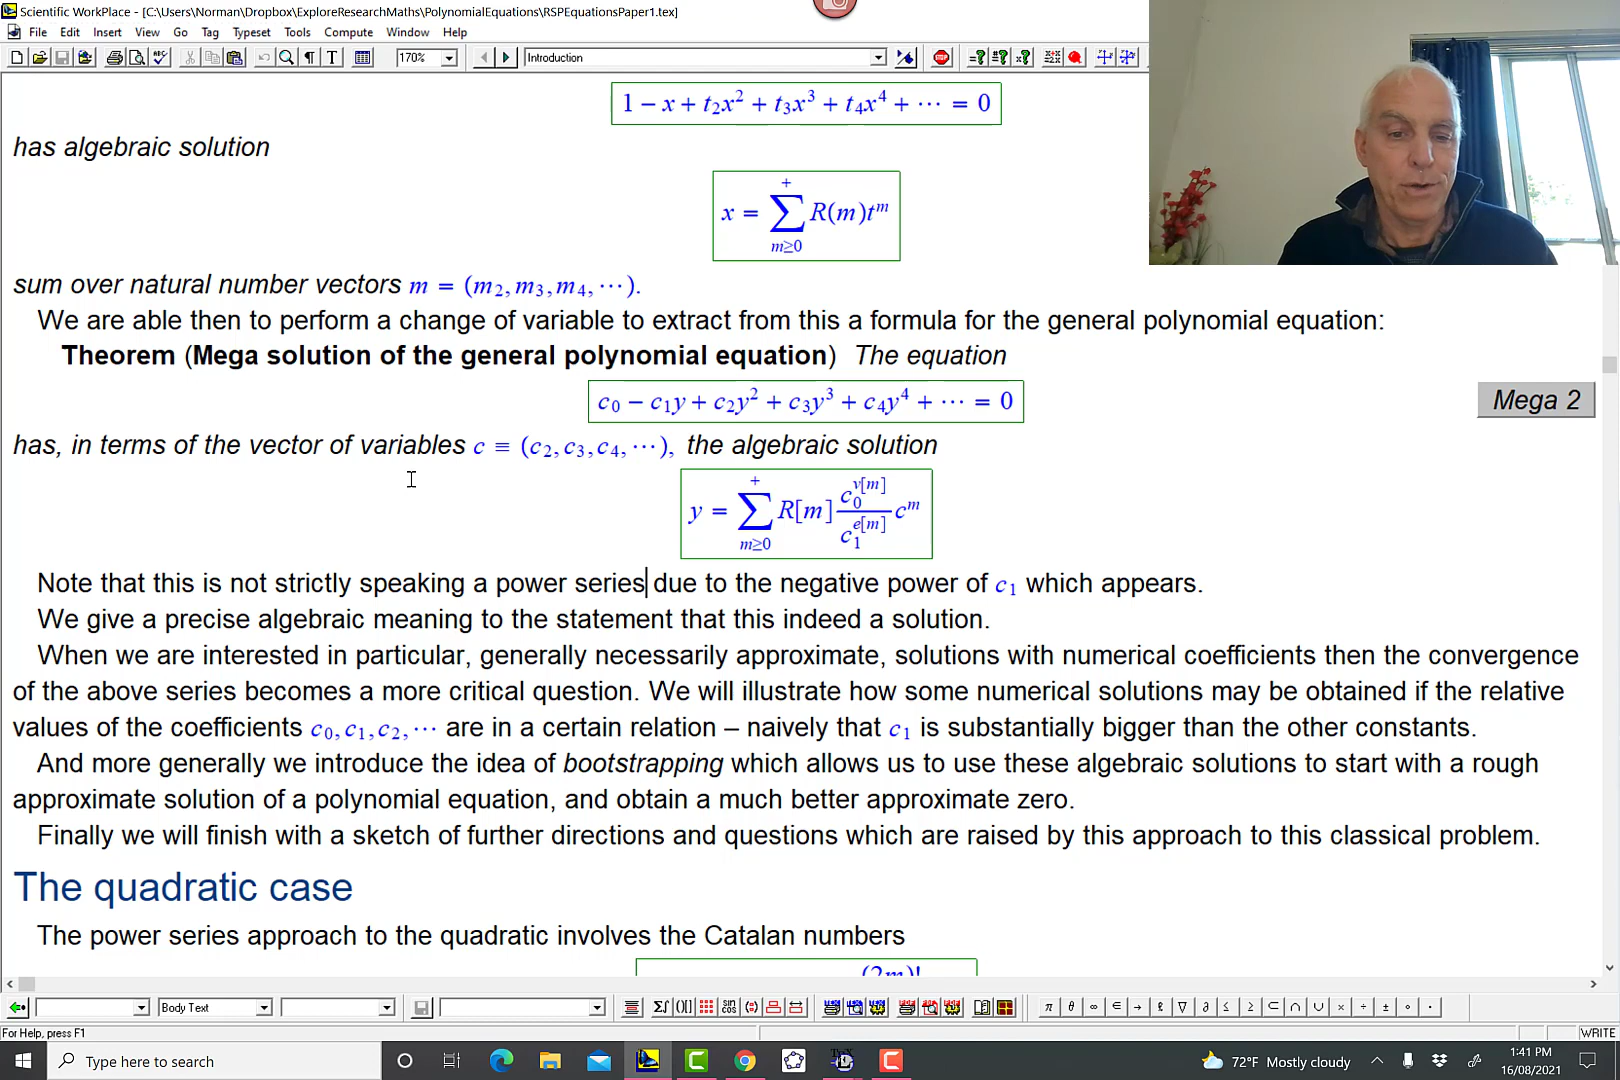 Scientific WorkPlace - [C:\Users\Norman\Dropbox\ExploreResearchMaths\PolynomialEquations\RSPEquationsPaper1.tex]
File Edit Insert View Go Tag Typeset Tools Compute Window Help
170% Introduction
1 − x + t₂x² + t₃x³ + t₄x⁴ + ⋯ = 0
has algebraic solution
x = ∑⁺_{m≥0} R(m)t^m
sum over natural number vectors m = (m₂, m₃, m₄, ⋯).
We are able then to perform a change of variable to extract from this a formula for the general polynomial equation:
Theorem (Mega solution of the general polynomial equation) The equation
c₀ − c₁y + c₂y² + c₃y³ + c₄y⁴ + ⋯ = 0
Mega 2
has, in terms of the vector of variables c ≡ (c₂, c₃, c₄, ⋯), the algebraic solution
y = ∑⁺_{m≥0} R[m] c₀^{v[m]} / c₁^{e[m]} c^m
Note that this is not strictly speaking a power series due to the negative power of c₁ which appears.
We give a precise algebraic meaning to the statement that this indeed a solution.
When we are interested in particular, generally necessarily approximate, solutions with numerical coefficients then the convergence
of the above series becomes a more critical question. We will illustrate how some numerical solutions may be obtained if the relative
values of the coefficients c₀, c₁, c₂, ⋯ are in a certain relation – naively that c₁ is substantially bigger than the other constants.
And more generally we introduce the idea of bootstrapping which allows us to use these algebraic solutions to start with a rough
approximate solution of a polynomial equation, and obtain a much better approximate zero.
Finally we will finish with a sketch of further directions and questions which are raised by this approach to this classical problem.
The quadratic case
The power series approach to the quadratic involves the Catalan numbers
(2m)!
Body Text
For Help, press F1
WRITE
Type here to search
72°F Mostly cloudy
1:41 PM
16/08/2021